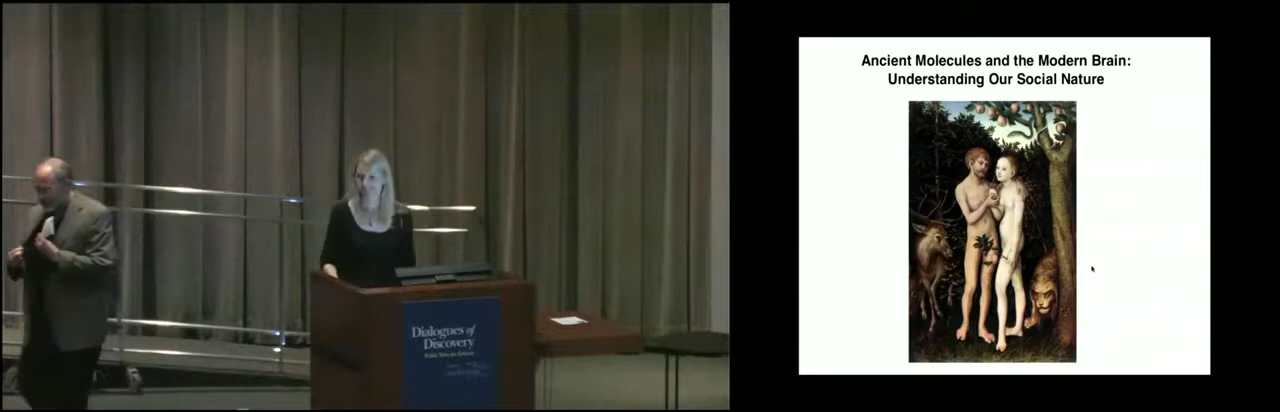 Ancient Molecules and the Modern Brain:
Understanding Our Social Nature
Dialogues of
Discovery